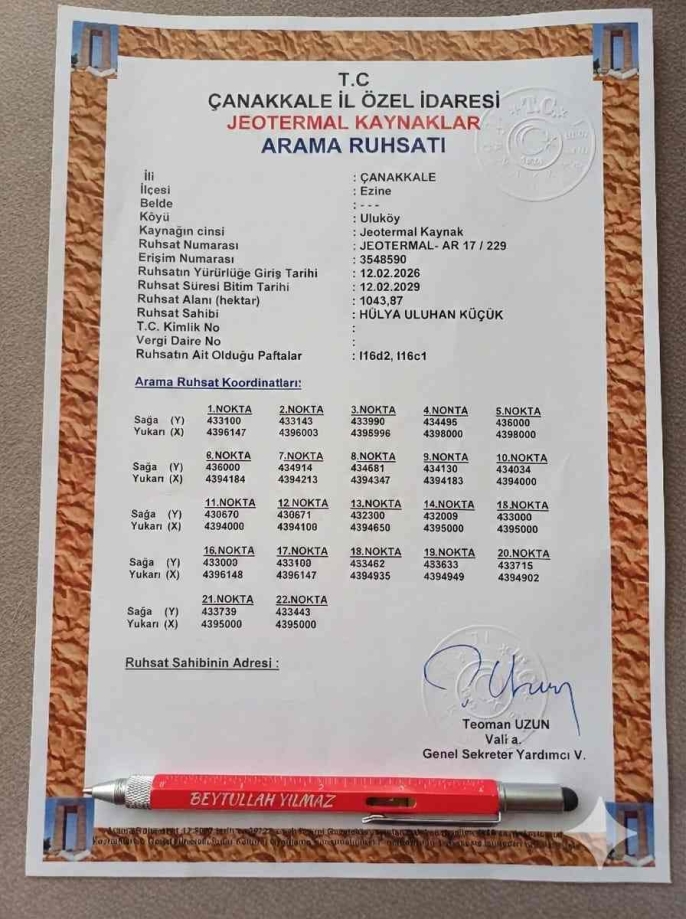 T.C
ÇANAKKALE İL ÖZEL İDARESİ
JEOTERMAL KAYNAKLAR
ARAMA RUHSATI
İli : ÇANAKKALE
İlçesi : Ezine
Belde : - - -
Köyü : Uluköy
Kaynağın cinsi : Jeotermal Kaynak
Ruhsat Numarası : JEOTERMAL- AR 17 / 229
Erişim Numarası : 3548590
Ruhsatın Yürürlüğe Giriş Tarihi : 12.02.2026
Ruhsat Süresi Bitim Tarihi : 12.02.2029
Ruhsat Alanı (hektar) : 1043,87
Ruhsat Sahibi : HÜLYA ULUHAN KÜÇÜK
T.C. Kimlik No :
Vergi Daire No :
Ruhsatın Ait Olduğu Paftalar : I16d2, I16c1
Arama Ruhsat Koordinatları:
1.NOKTA 2.NOKTA 3.NOKTA 4.NONTA 5.NOKTA
Sağa (Y) 433100 433143 433990 434495 436000
Yukarı (X) 4396147 4396003 4395996 4398000 4398000
6.NOKTA 7.NOKTA 8.NOKTA 9.NOKTA 10.NOKTA
Sağa (Y) 436000 434914 434681 434130 434034
Yukarı (X) 4394184 4394213 4394347 4394183 4394000
11.NOKTA 12 NOKTA 13.NOKTA 14.NOKTA 15.NOKTA
Sağa (Y) 430670 430671 432300 432009 433000
Yukarı (X) 4394000 4394100 4394650 4395000 4395000
16.NOKTA 17.NOKTA 18.NOKTA 19.NOKTA 20.NOKTA
Sağa (Y) 433000 433100 433462 433633 433715
Yukarı (X) 4396148 4396147 4394935 4394949 4394902
21.NOKTA 22.NOKTA
Sağa (Y) 433739 433443
Yukarı (X) 4395000 4395000
Ruhsat Sahibinin Adresi :
Teoman UZUN
Vali a.
Genel Sekreter Yardımcı V.
BEYTULLAH YILMAZ